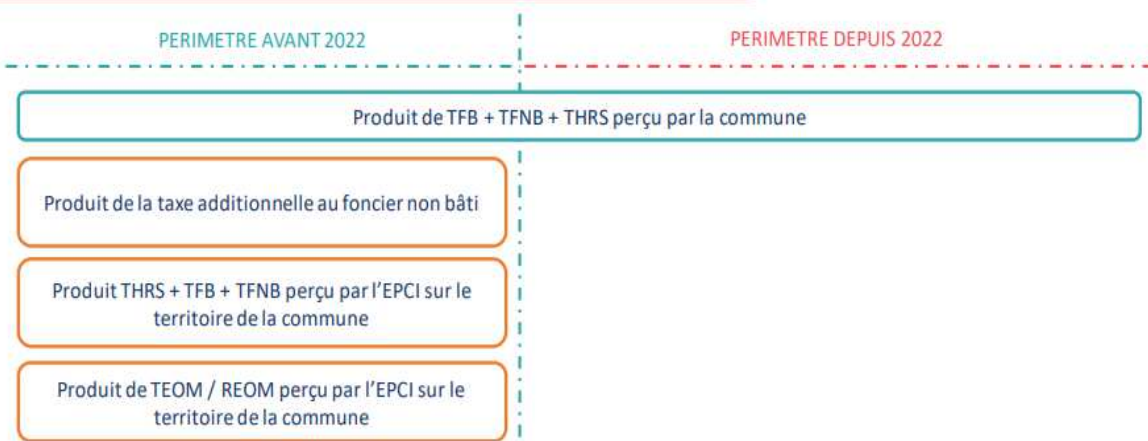 PERIMETRE AVANT 2022
PERIMETRE DEPUIS 2022
Produit de TFB + TFNB + THRS perçu par la commune
Produit de la taxe additionnelle au foncier non bâti
Produit THRS + TFB + TFNB perçu par l'EPCI sur le
territoire de la commune
Produit de TEOM / REOM perçu par l'EPCI sur le
territoire de la commune